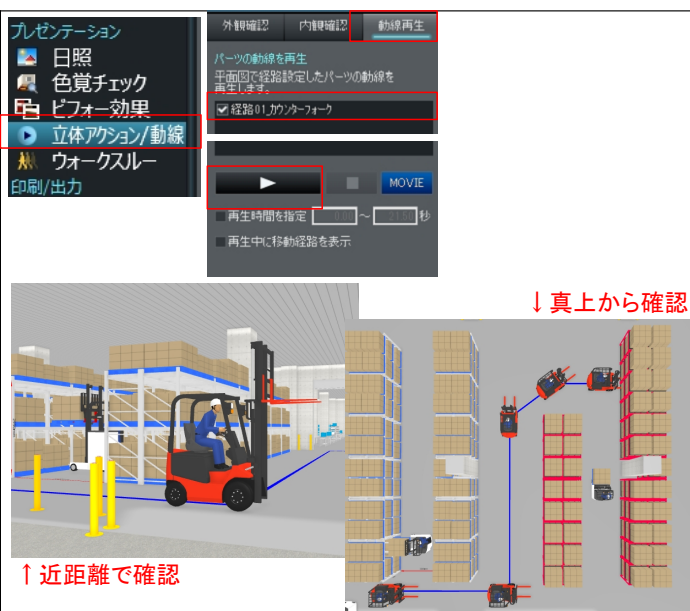 プレゼンテーション
日照
色覚チェック
ビフォー効果
立体アクション/動線
ウォークスルー
印刷/出力
外観確認
内観確認
動線再生
パーツの動線を再生
平面図で経路設定したパーツの動線を
再生します。
経路01_カウンターフォーク
MOVIE
再生時間を指定 0.00 ～ 21.50 秒
再生中に移動経路を表示
↓真上から確認
↑近距離で確認